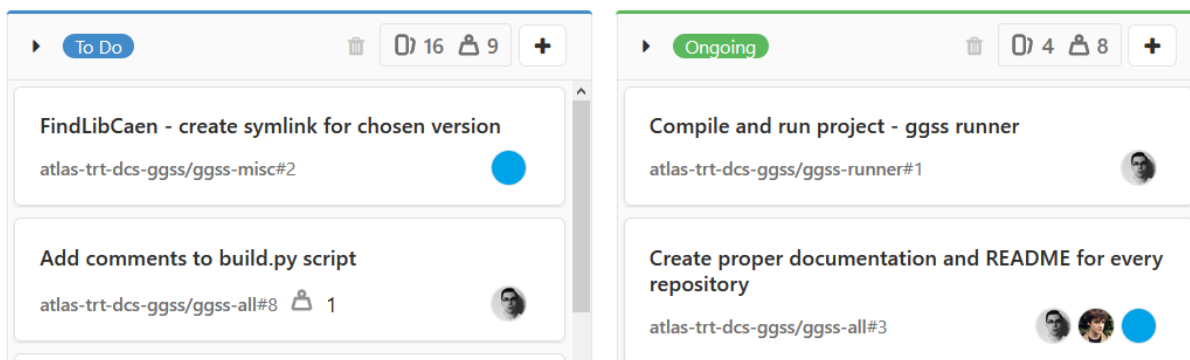 To Do
16 9
FindLibCaen - create symlink for chosen version
atlas-trt-dcs-ggss/ggss-misc#2
Add comments to build.py script
atlas-trt-dcs-ggss/ggss-all#8 1
Ongoing
4 8
Compile and run project - ggss runner
atlas-trt-dcs-ggss/ggss-runner#1
Create proper documentation and README for every
repository
atlas-trt-dcs-ggss/ggss-all#3